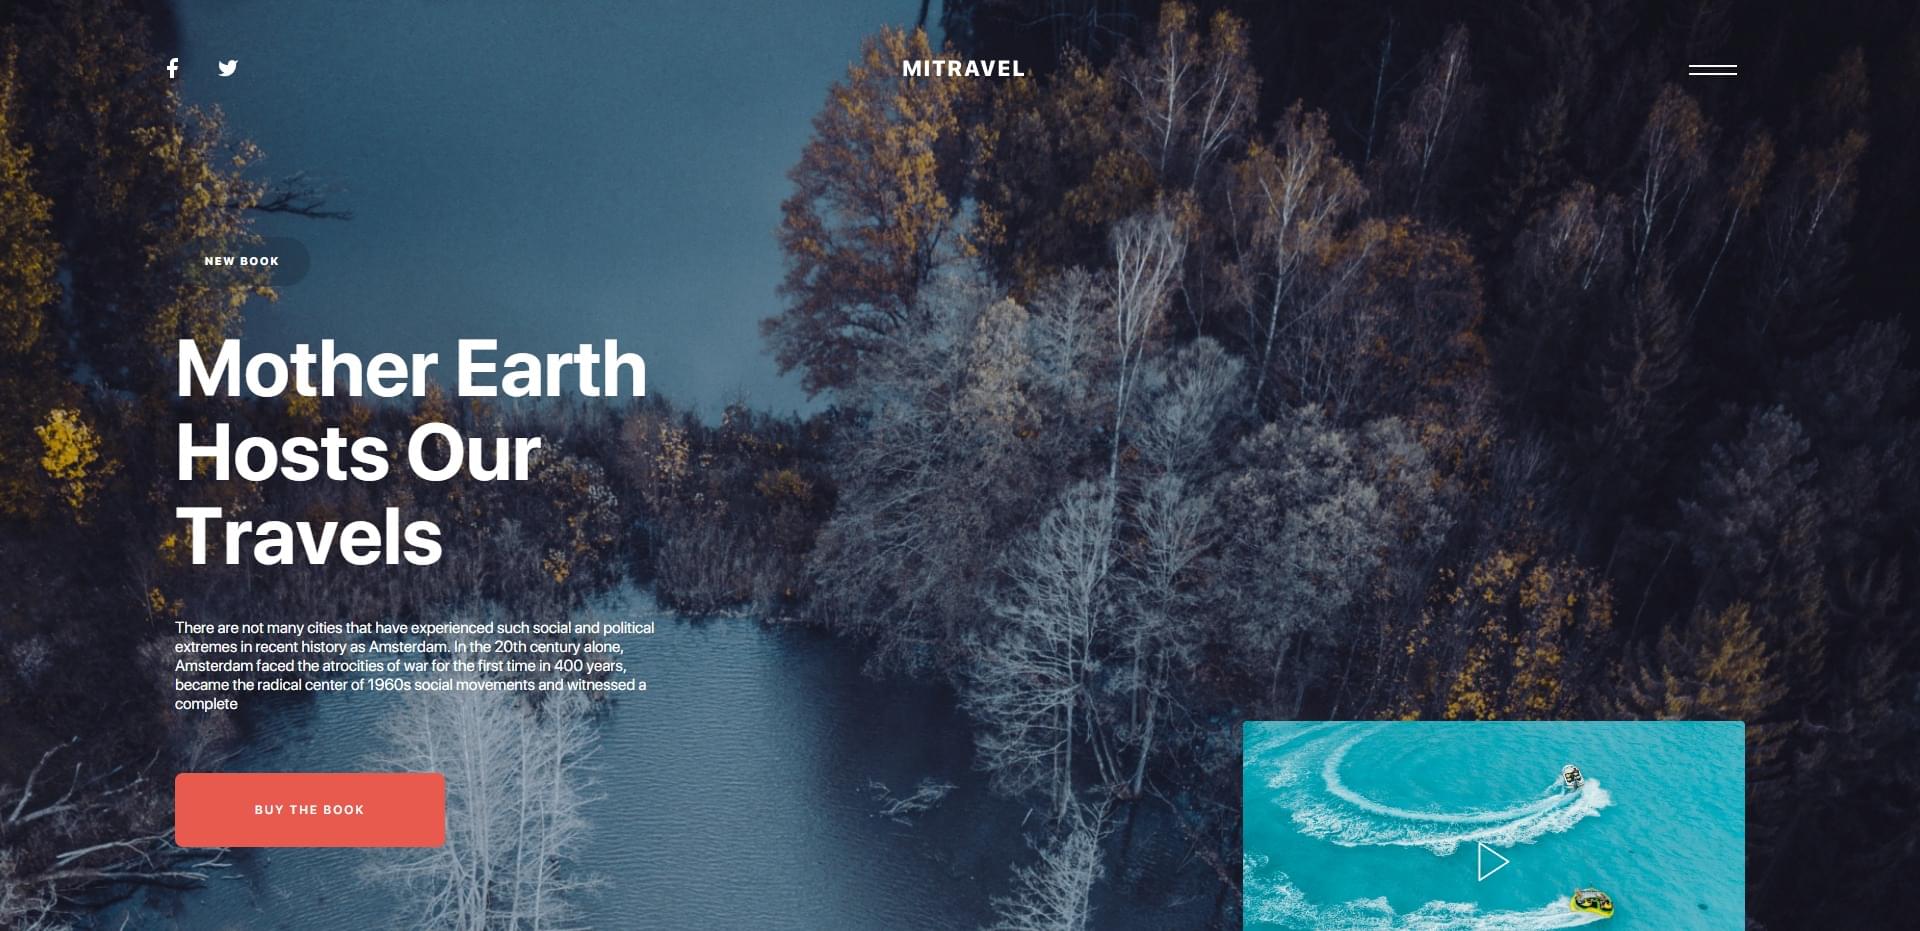 MITRAVEL
NEW BOOK
Mother Earth
Hosts Our
Travels
There are not many cities that have experienced such social and political
extremes in recent history as Amsterdam. In the 20th century alone,
Amsterdam faced the atrocities of war for the first time in 400 years,
became the radical center of 1960s social movements and witnessed a
complete
BUY THE BOOK